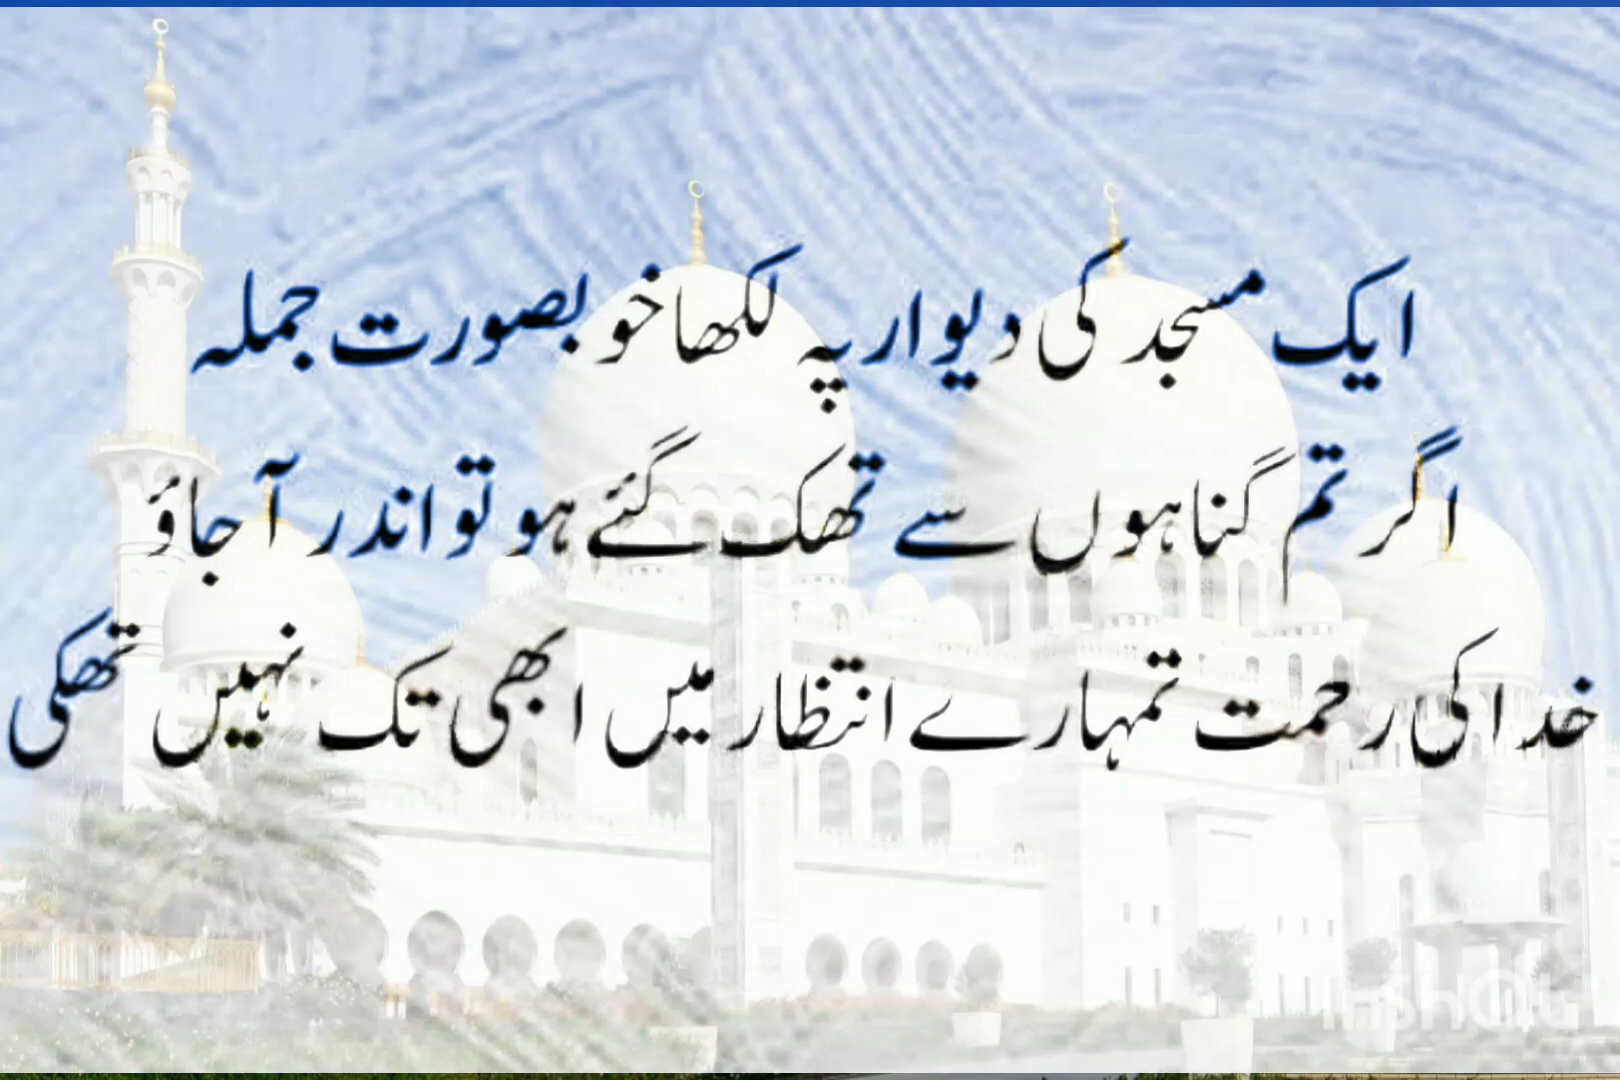 ایک مسجد کی دیوار پہ لکھا خوبصورت جملہ
اگر تم گناہوں سے تھک گئے ہو تو اندر آ جاؤ
خدا کی رحمت تمہارے انتظار میں ابھی تک نہیں تھکی
InShOt